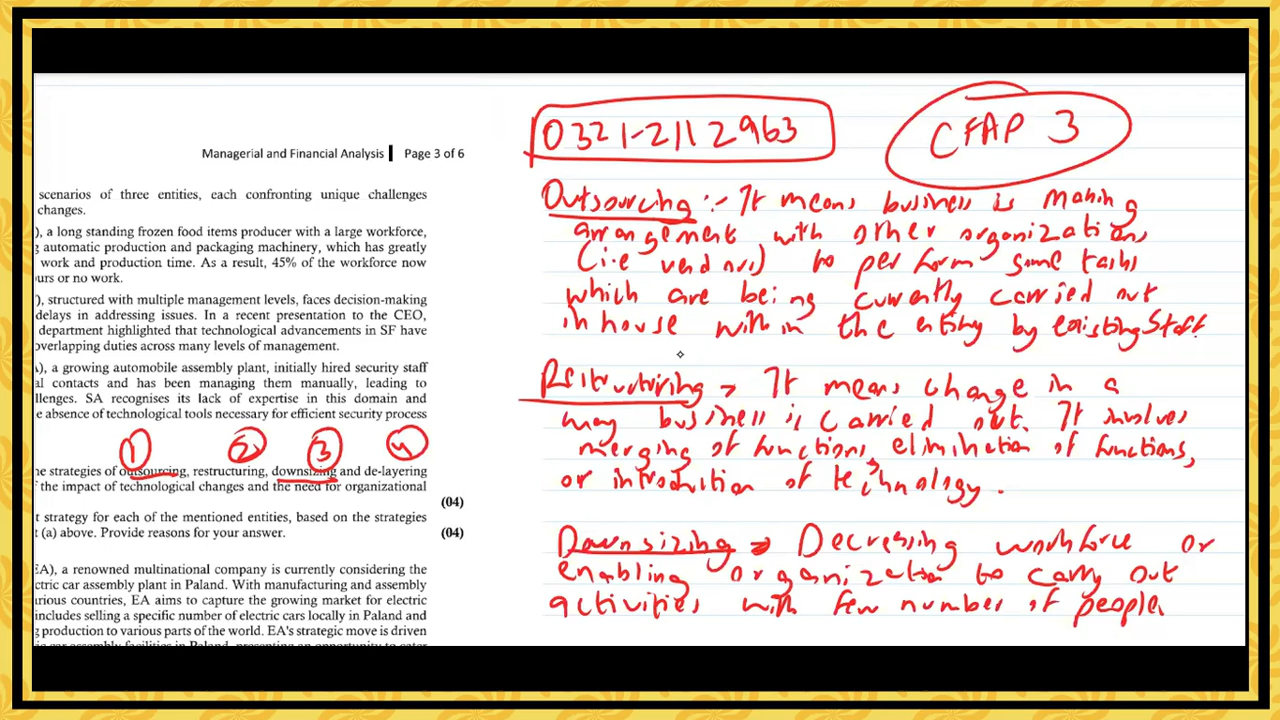 Managerial and Financial Analysis | Page 3 of 6
scenarios of three entities, each confronting unique challenges
changes.
), a long standing frozen food items producer with a large workforce,
automatic production and packaging machinery, which has greatly
work and production time. As a result, 45% of the workforce now
urs or no work.
), structured with multiple management levels, faces decision-making
delays in addressing issues. In a recent presentation to the CEO,
department highlighted that technological advancements in SF have
overlapping duties across many levels of management.
), a growing automobile assembly plant, initially hired security staff
al contacts and has been managing them manually, leading to
llenges. SA recognises its lack of expertise in this domain and
e absence of technological tools necessary for efficient security process
1 2 3 4
ne strategies of outsourcing, restructuring, downsizing and de-layering
f the impact of technological changes and the need for organizational
(04)
t strategy for each of the mentioned entities, based on the strategies
t (a) above. Provide reasons for your answer.
(04)
EA), a renowned multinational company is currently considering the
ctric car assembly plant in Paland. With manufacturing and assembly
arious countries, EA aims to capture the growing market for electric
includes selling a specific number of electric cars locally in Paland and
g production to various parts of the world. EA's strategic move is driven
0321-2112963
CFAP 3
Outsourcing :- It means business is making
arrangement with other organizations
(i.e vendors) to perform some tasks
which are being currently carried out
inhouse within the entity by existing staff.
Restructuring → It means change in a
way business is carried out. It involves
merging of functions, elimination of functions,
or introduction of technology.
Downsizing → Decreasing workforce or
enabling organization to carry out
activities with few number of people